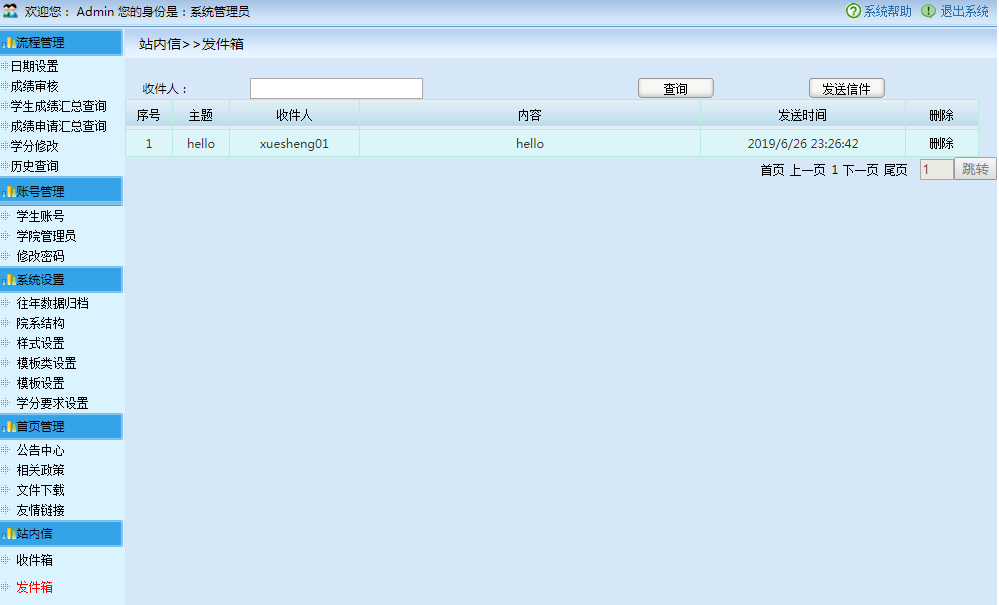 欢迎您： Admin 您的身份是：系统管理员
系统帮助
退出系统
流程管理
日期设置
成绩审核
学生成绩汇总查询
成绩申请汇总查询
学分修改
历史查询
账号管理
学生账号
学院管理员
修改密码
系统设置
往年数据归档
院系结构
样式设置
模板类设置
模板设置
学分要求设置
首页管理
公告中心
相关政策
文件下载
友情链接
站内信
收件箱
发件箱
站内信>>发件箱
收件人： 查询 发送信件
序号 主题 收件人 内容 发送时间 删除
1 hello xuesheng01 hello 2019/6/26 23:26:42 删除
首页 上一页 1 下一页 尾页 1 跳转